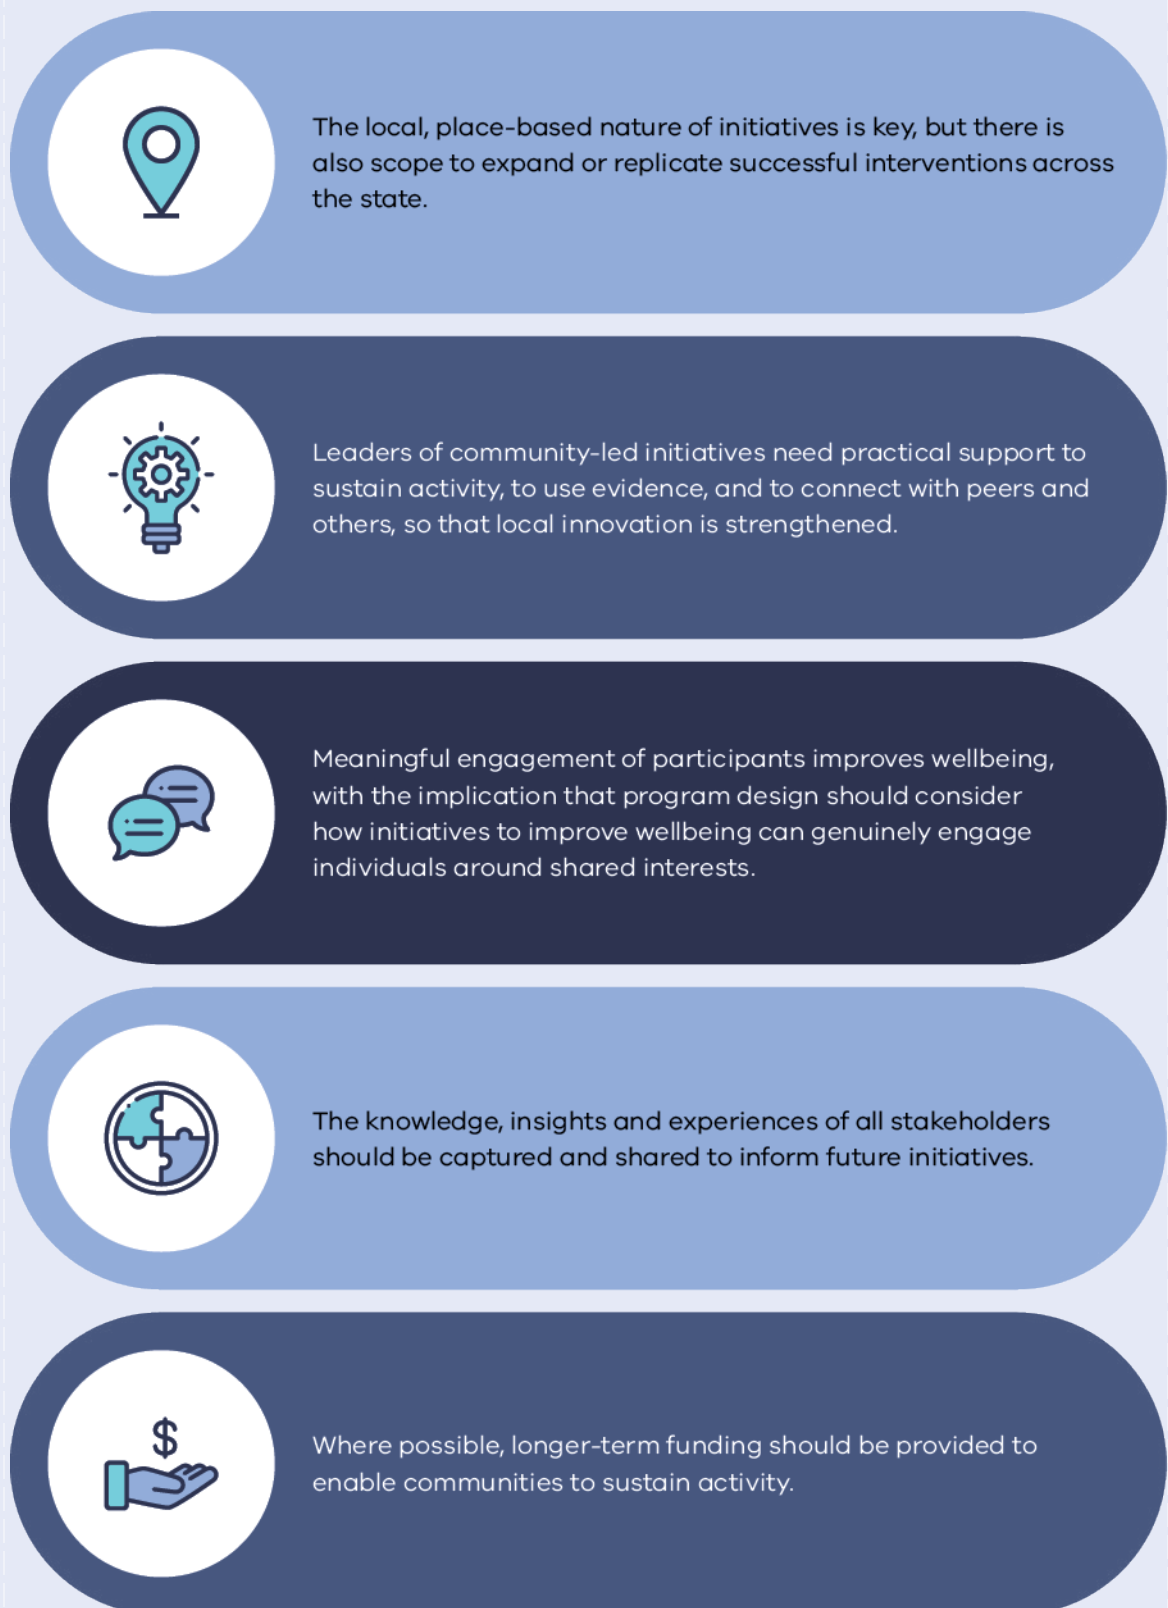 The local, place-based nature of initiatives is key, but there is
also scope to expand or replicate successful interventions across
the state.
Leaders of community-led initiatives need practical support to
sustain activity, to use evidence, and to connect with peers and
others, so that local innovation is strengthened.
Meaningful engagement of participants improves wellbeing,
with the implication that program design should consider
how initiatives to improve wellbeing can genuinely engage
individuals around shared interests.
The knowledge, insights and experiences of all stakeholders
should be captured and shared to inform future initiatives.
$
Where possible, longer-term funding should be provided to
enable communities to sustain activity.